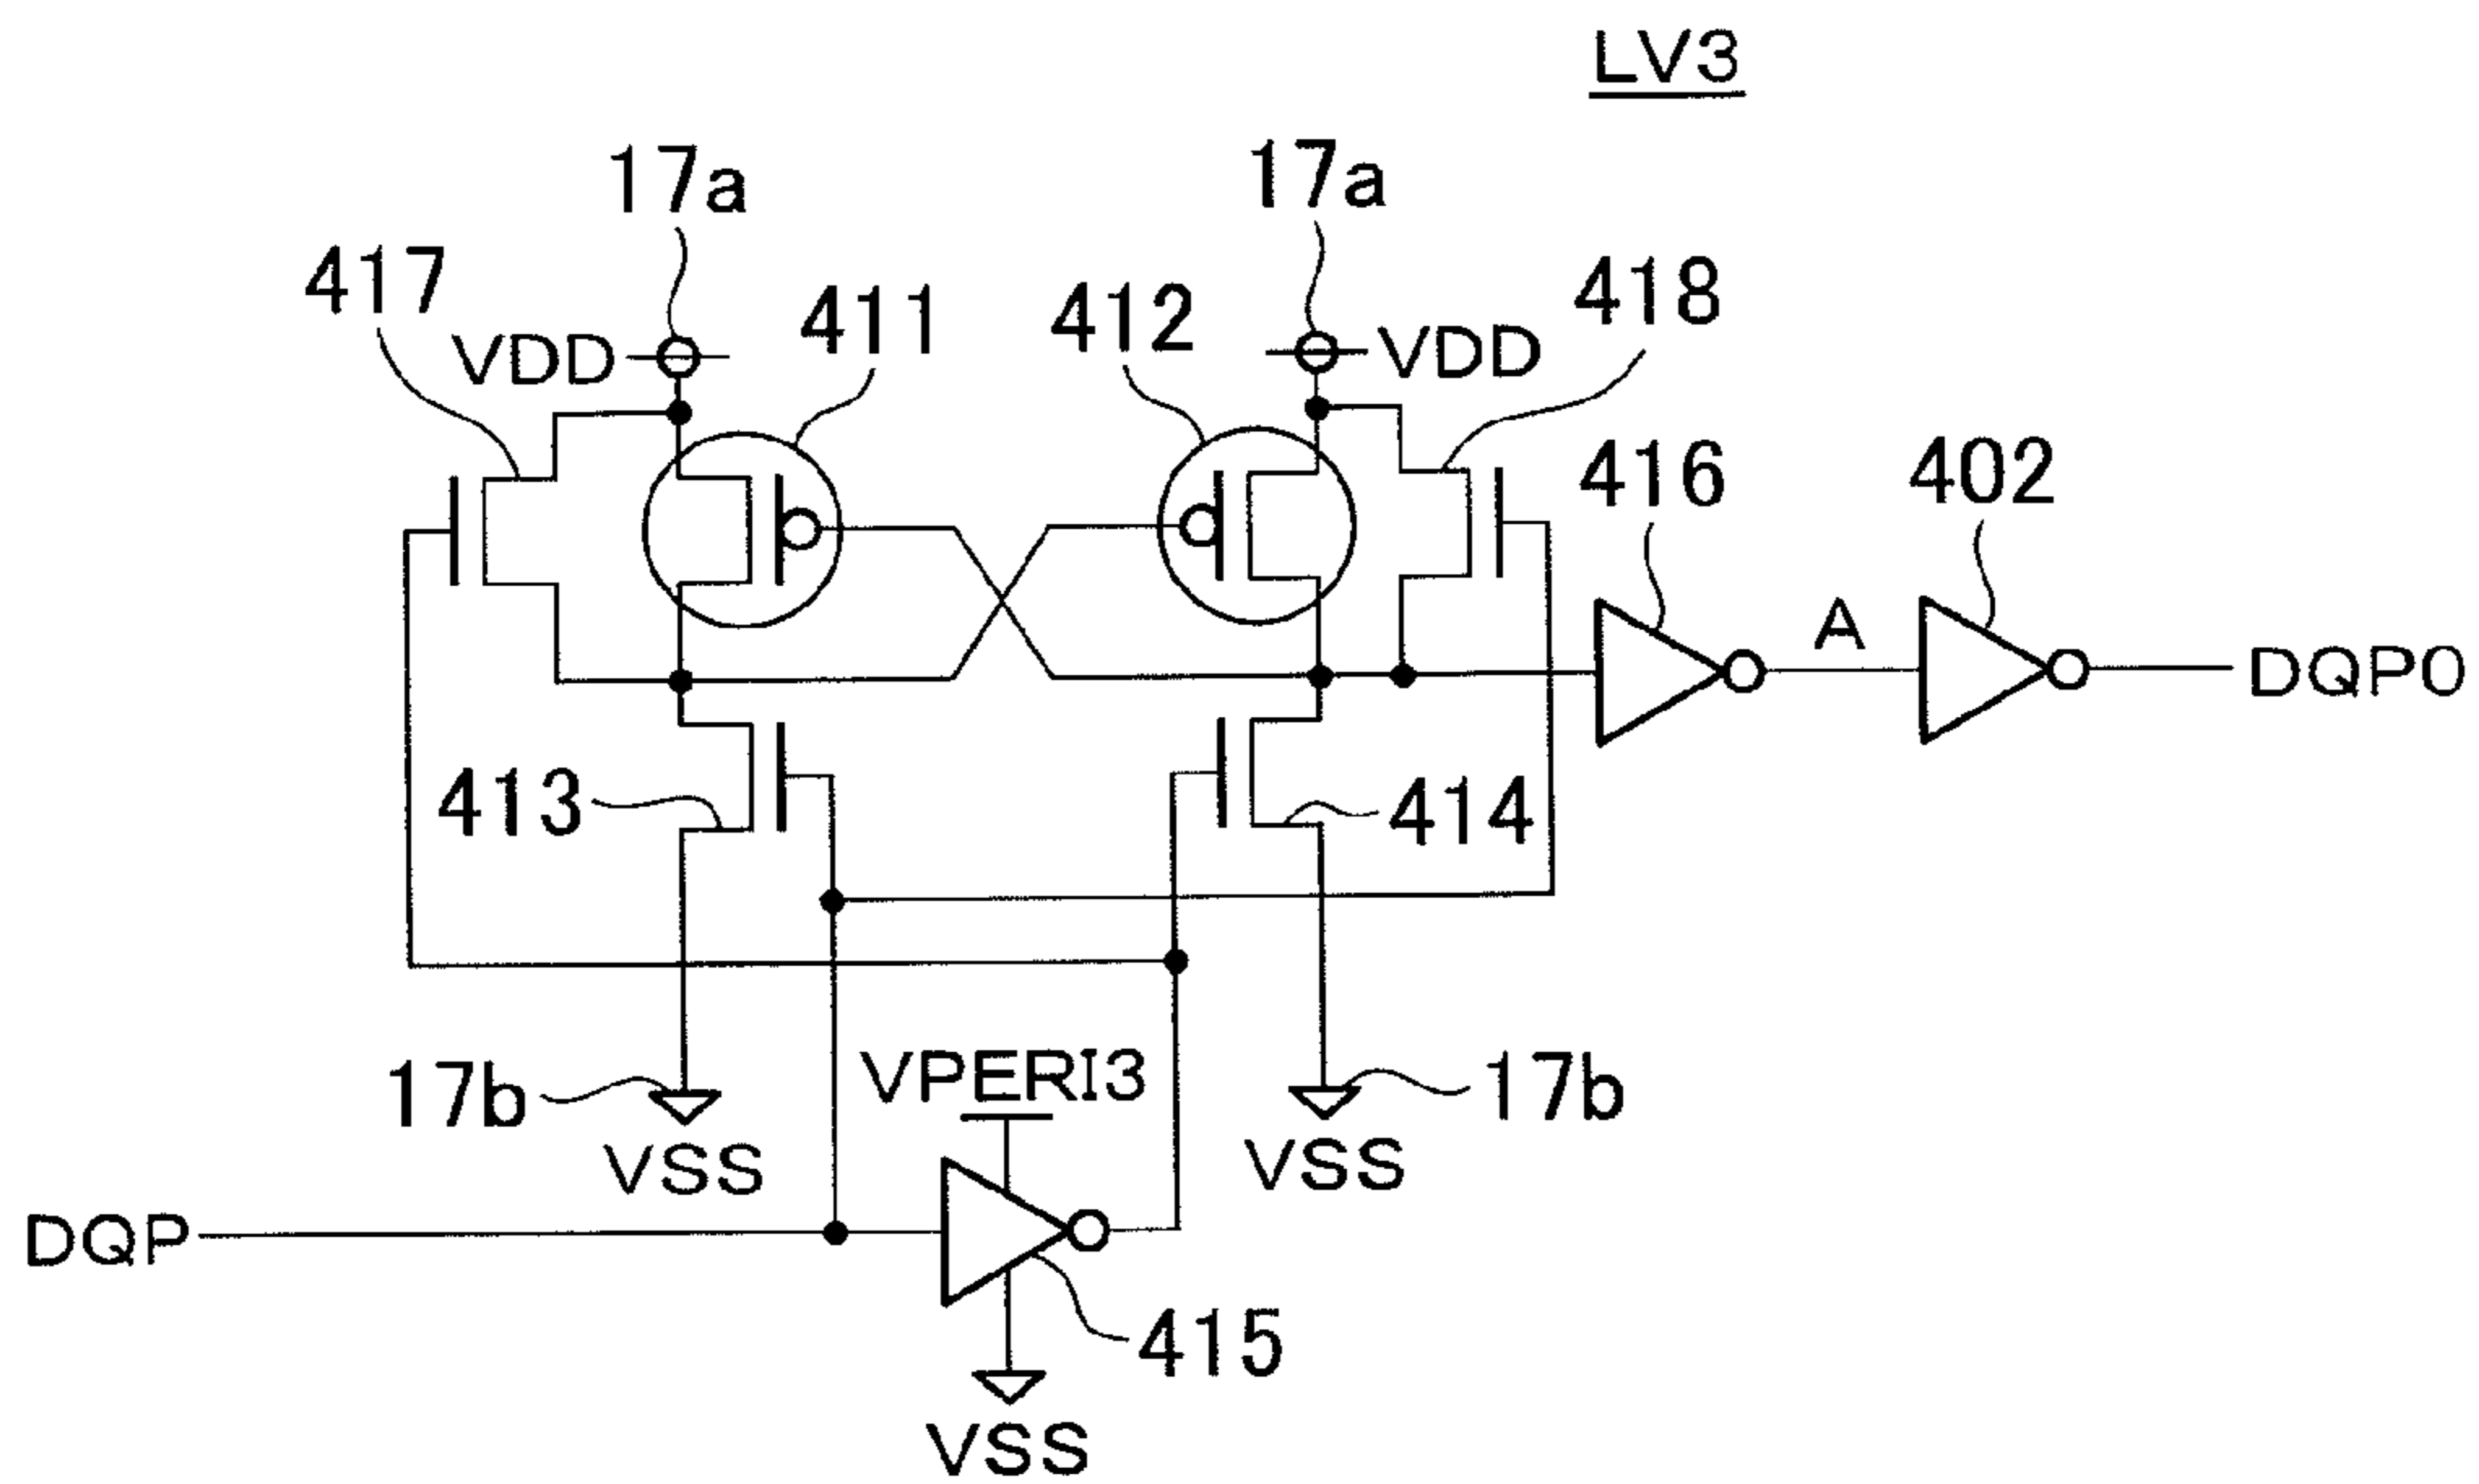 LV3
17a
17a
417
411
412
418
VDD
VDD
416
402
A
DQP0
413
414
17b
VPERI3
17b
VSS
VSS
DQP
415
VSS